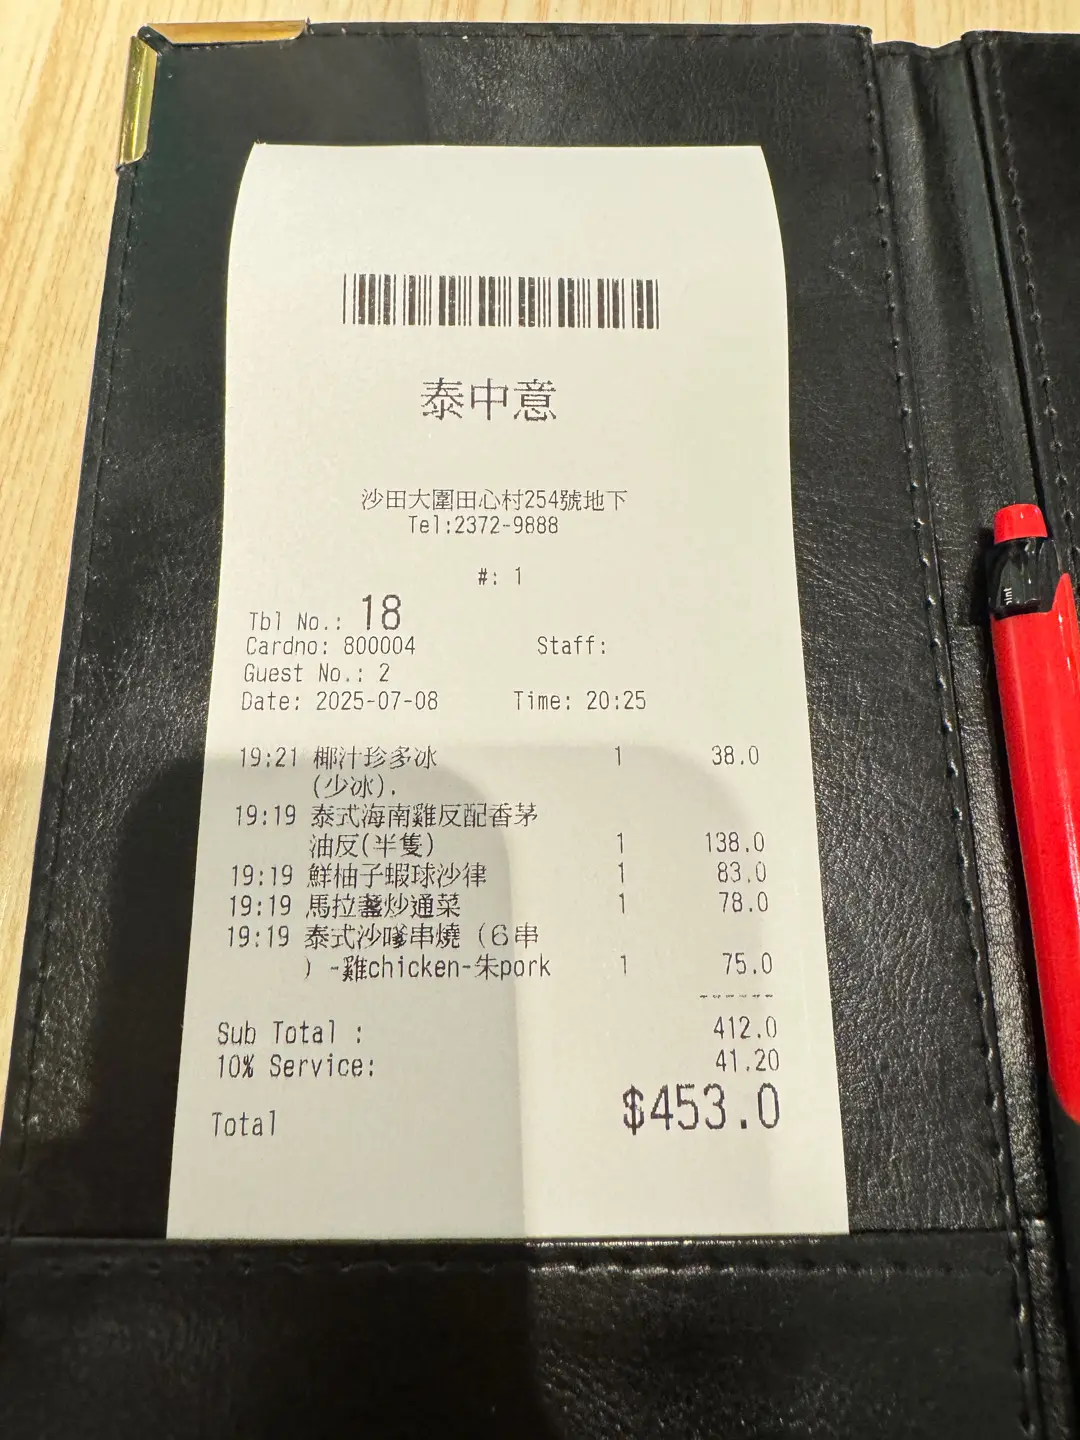 泰中意
沙田大圍田心村254號地下
Tel:2372-9888
#: 1
Tbl No.: 18
Cardno: 800004 Staff:
Guest No.: 2
Date: 2025-07-08 Time: 20:25
19:21 椰汁珍多冰 1 38.0
(少冰).
19:19 泰式海南雞反配香茅
油反(半隻) 1 138.0
19:19 鮮柚子蝦球沙律 1 83.0
19:19 馬拉盞炒通菜 1 78.0
19:19 泰式沙嗲串燒（6串
）-雞chicken-朱pork 1 75.0
------
Sub Total : 412.0
10% Service: 41.20
Total $453.0